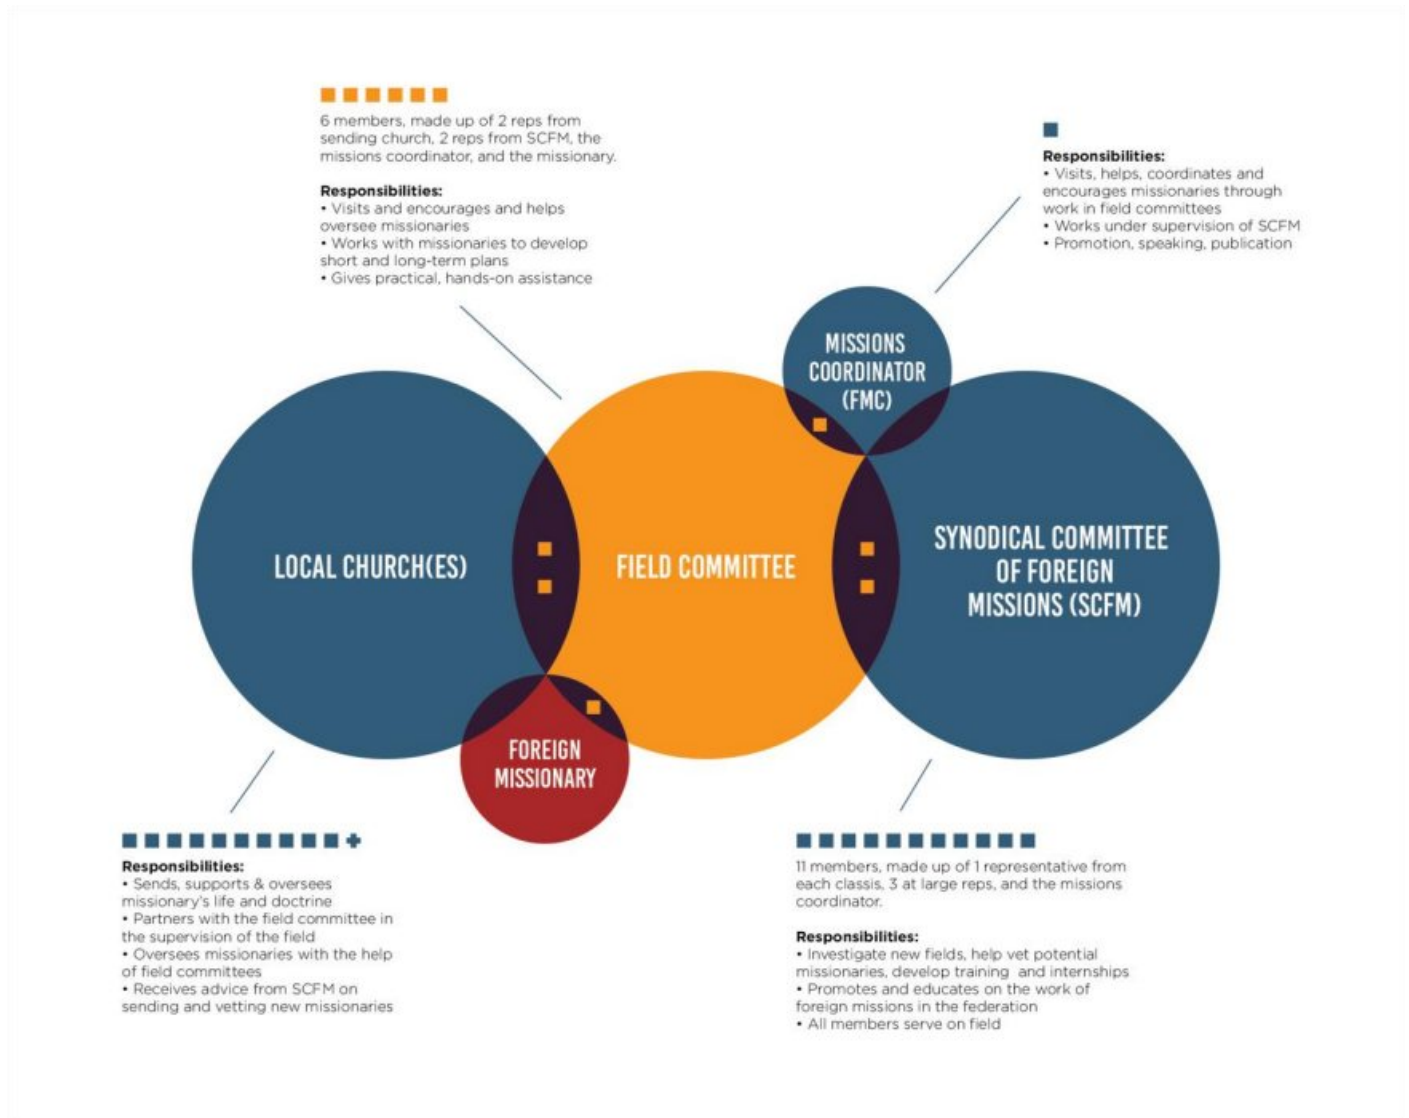 6 members, made up of 2 reps from
sending church, 2 reps from SCFM, the
missions coordinator, and the missionary.
Responsibilities:
• Visits and encourages and helps
oversee missionaries
• Works with missionaries to develop
short and long-term plans
• Gives practical, hands-on assistance
Responsibilities:
• Visits, helps, coordinates and
encourages missionaries through
work in field committees
• Works under supervision of SCFM
• Promotion, speaking, publication
MISSIONS
COORDINATOR
(FMC)
LOCAL CHURCH(ES)
FIELD COMMITTEE
SYNODICAL COMMITTEE
OF FOREIGN
MISSIONS (SCFM)
FOREIGN
MISSIONARY
Responsibilities:
• Sends, supports & oversees
missionary's life and doctrine
• Partners with the field committee in
the supervision of the field
• Oversees missionaries with the help
of field committees
• Receives advice from SCFM on
sending and vetting new missionaries
11 members, made up of 1 representative from
each classis, 3 at large reps, and the missions
coordinator.
Responsibilities:
• Investigate new fields, help vet potential
missionaries, develop training and internships
• Promotes and educates on the work of
foreign missions in the federation
• All members serve on field